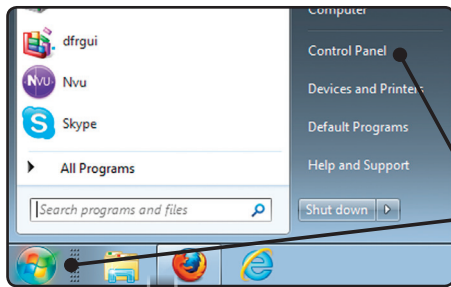 Computer
dfrgui
Control Panel
NVU
Nvu
Devices and Printers
Skype
Default Programs
All Programs
Help and Support
Search programs and files
Shut down